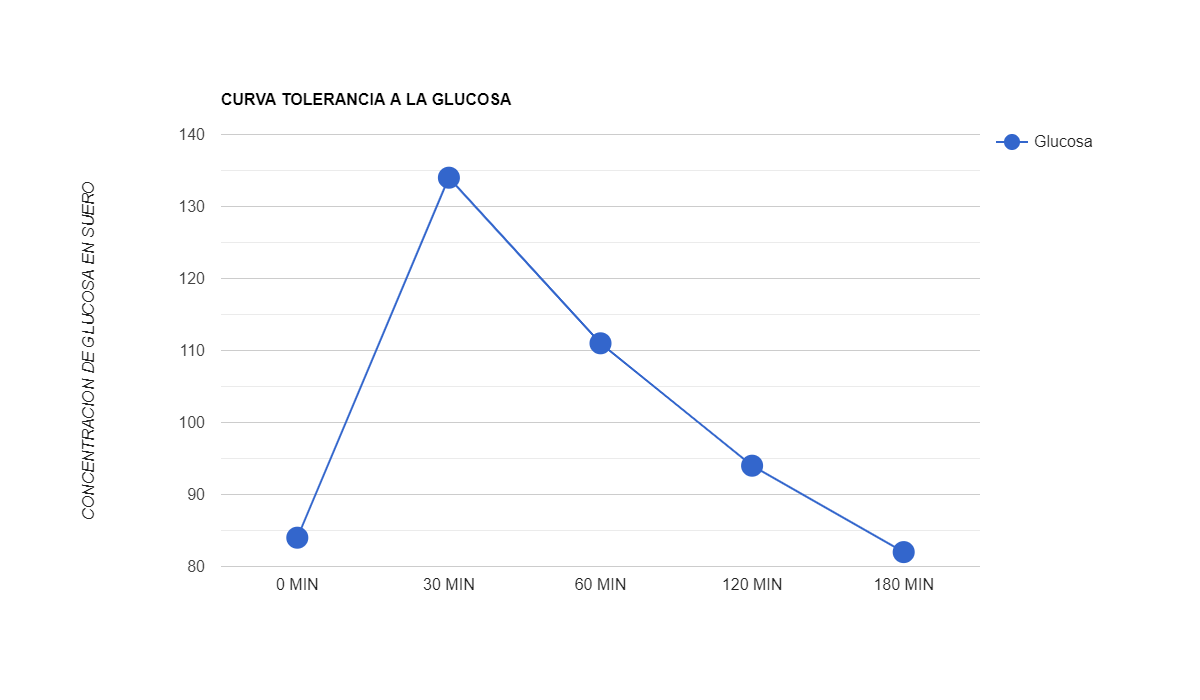 CURVA TOLERANCIA A LA GLUCOSA
Glucosa
CONCENTRACION DE GLUCOSA EN SUERO
140
130
120
110
100
90
80
0 MIN
30 MIN
60 MIN
120 MIN
180 MIN